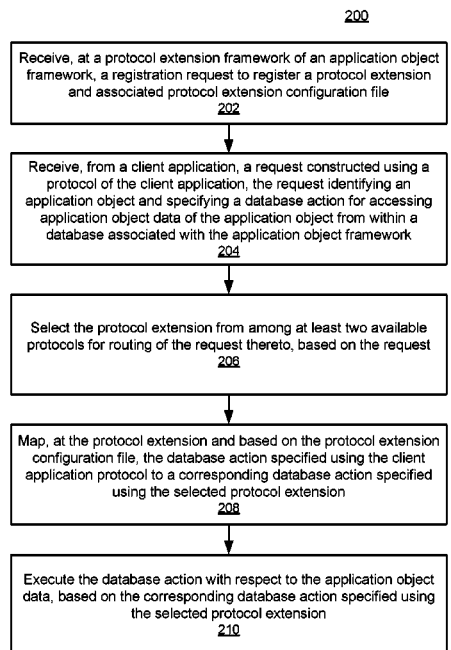 200
Receive, at a protocol extension framework of an application object
framework, a registration request to register a protocol extension
and associated protocol extension configuration file
202
Receive, from a client application, a request constructed using a
protocol of the client application, the request identifying an
application object and specifying a database action for accessing
application object data of the application object from within a
database associated with the application object framework
204
Select the protocol extension from among at least two available
protocols for routing of the request thereto, based on the request
206
Map, at the protocol extension and based on the protocol extension
configuration file, the database action specified using the client
application protocol to a corresponding database action specified
using the selected protocol extension
208
Execute the database action with respect to the application object
data, based on the corresponding database action specified using
the selected protocol extension
210